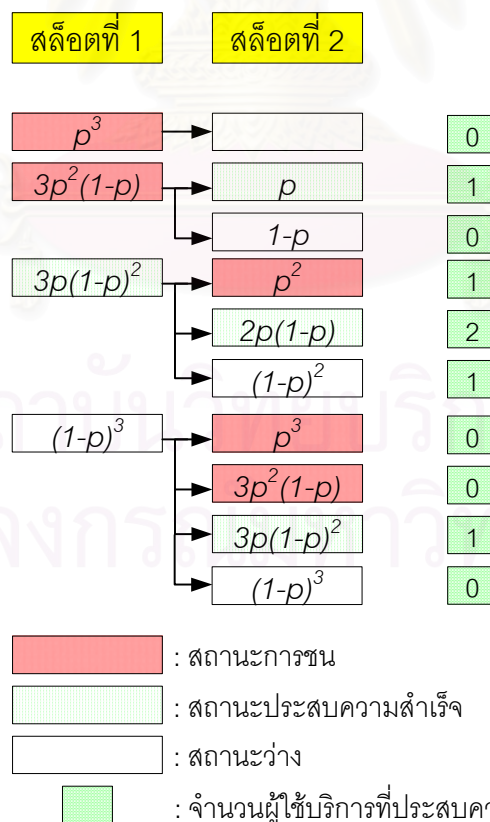 สล็อตที่ 1 สล็อตที่ 2
p³ 0
3p²(1-p) p 1
1-p 0
3p(1-p)² p² 1
2p(1-p) 2
(1-p)² 1
(1-p)³ p³ 0
3p²(1-p) 0
3p(1-p)² 1
(1-p)³ 0
: สถานะการชน
: สถานะประสบความสำเร็จ
: สถานะว่าง
: จำนวนผู้ใช้บริการที่ประสบ